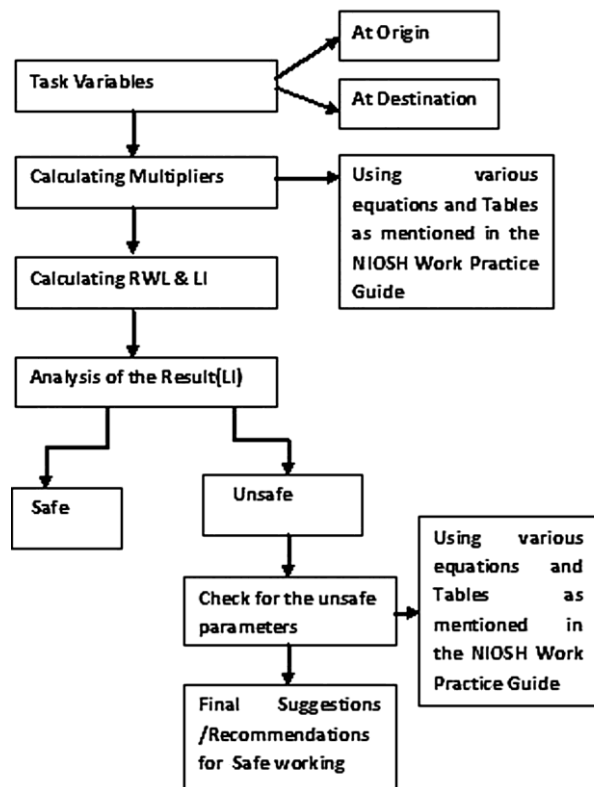 At Origin
Task Variables
At Destination
Calculating Multipliers
Using various
equations and Tables
as mentioned in the
NIOSH Work Practice
Guide
Calculating RWL & LI
Analysis of the Result(LI)
Safe
Unsafe
Using various
equations and
Tables as
mentioned in
the NIOSH Work
Practice Guide
Check for the unsafe
parameters
Final Suggestions
/Recommendations
for Safe working